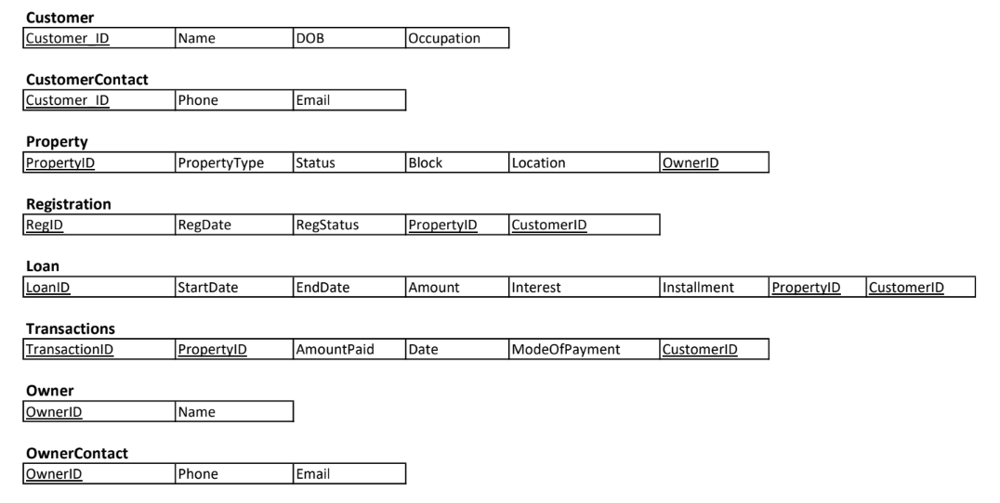 Customer
Customer_ID Name DOB Occupation
CustomerContact
Customer_ID Phone Email
Property
PropertyID PropertyType Status Block Location OwnerID
Registration
RegID RegDate RegStatus PropertyID CustomerID
Loan
LoanID StartDate EndDate Amount Interest Installment PropertyID CustomerID
Transactions
TransactionID PropertyID AmountPaid Date ModeOfPayment CustomerID
Owner
OwnerID Name
OwnerContact
OwnerID Phone Email